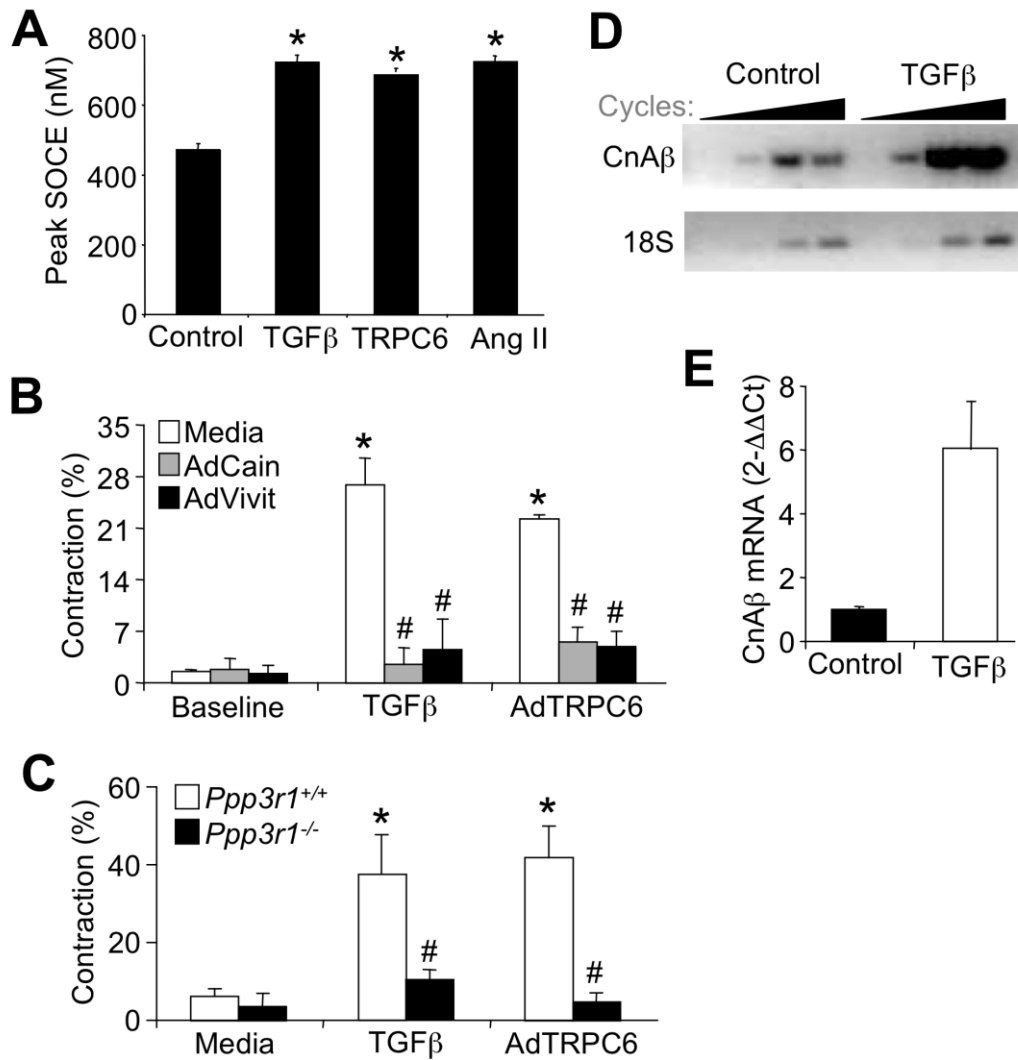 A
Peak SOCE (nM)
800
600
400
200
0
* * *
Control TGFβ TRPC6 Ang II
B
Contraction (%)
35
28
21
14
7
0
Media
AdCain
AdVivit
* # #
* # #
Baseline TGFβ AdTRPC6
C
Contraction (%)
60
40
20
0
Ppp3r1+/+
Ppp3r1-/-
* #
* #
Media TGFβ AdTRPC6
D
Control TGFβ
Cycles:
CnAβ
18S
E
CnAβ mRNA (2-ΔΔCt)
8
6
4
2
0
Control TGFβ